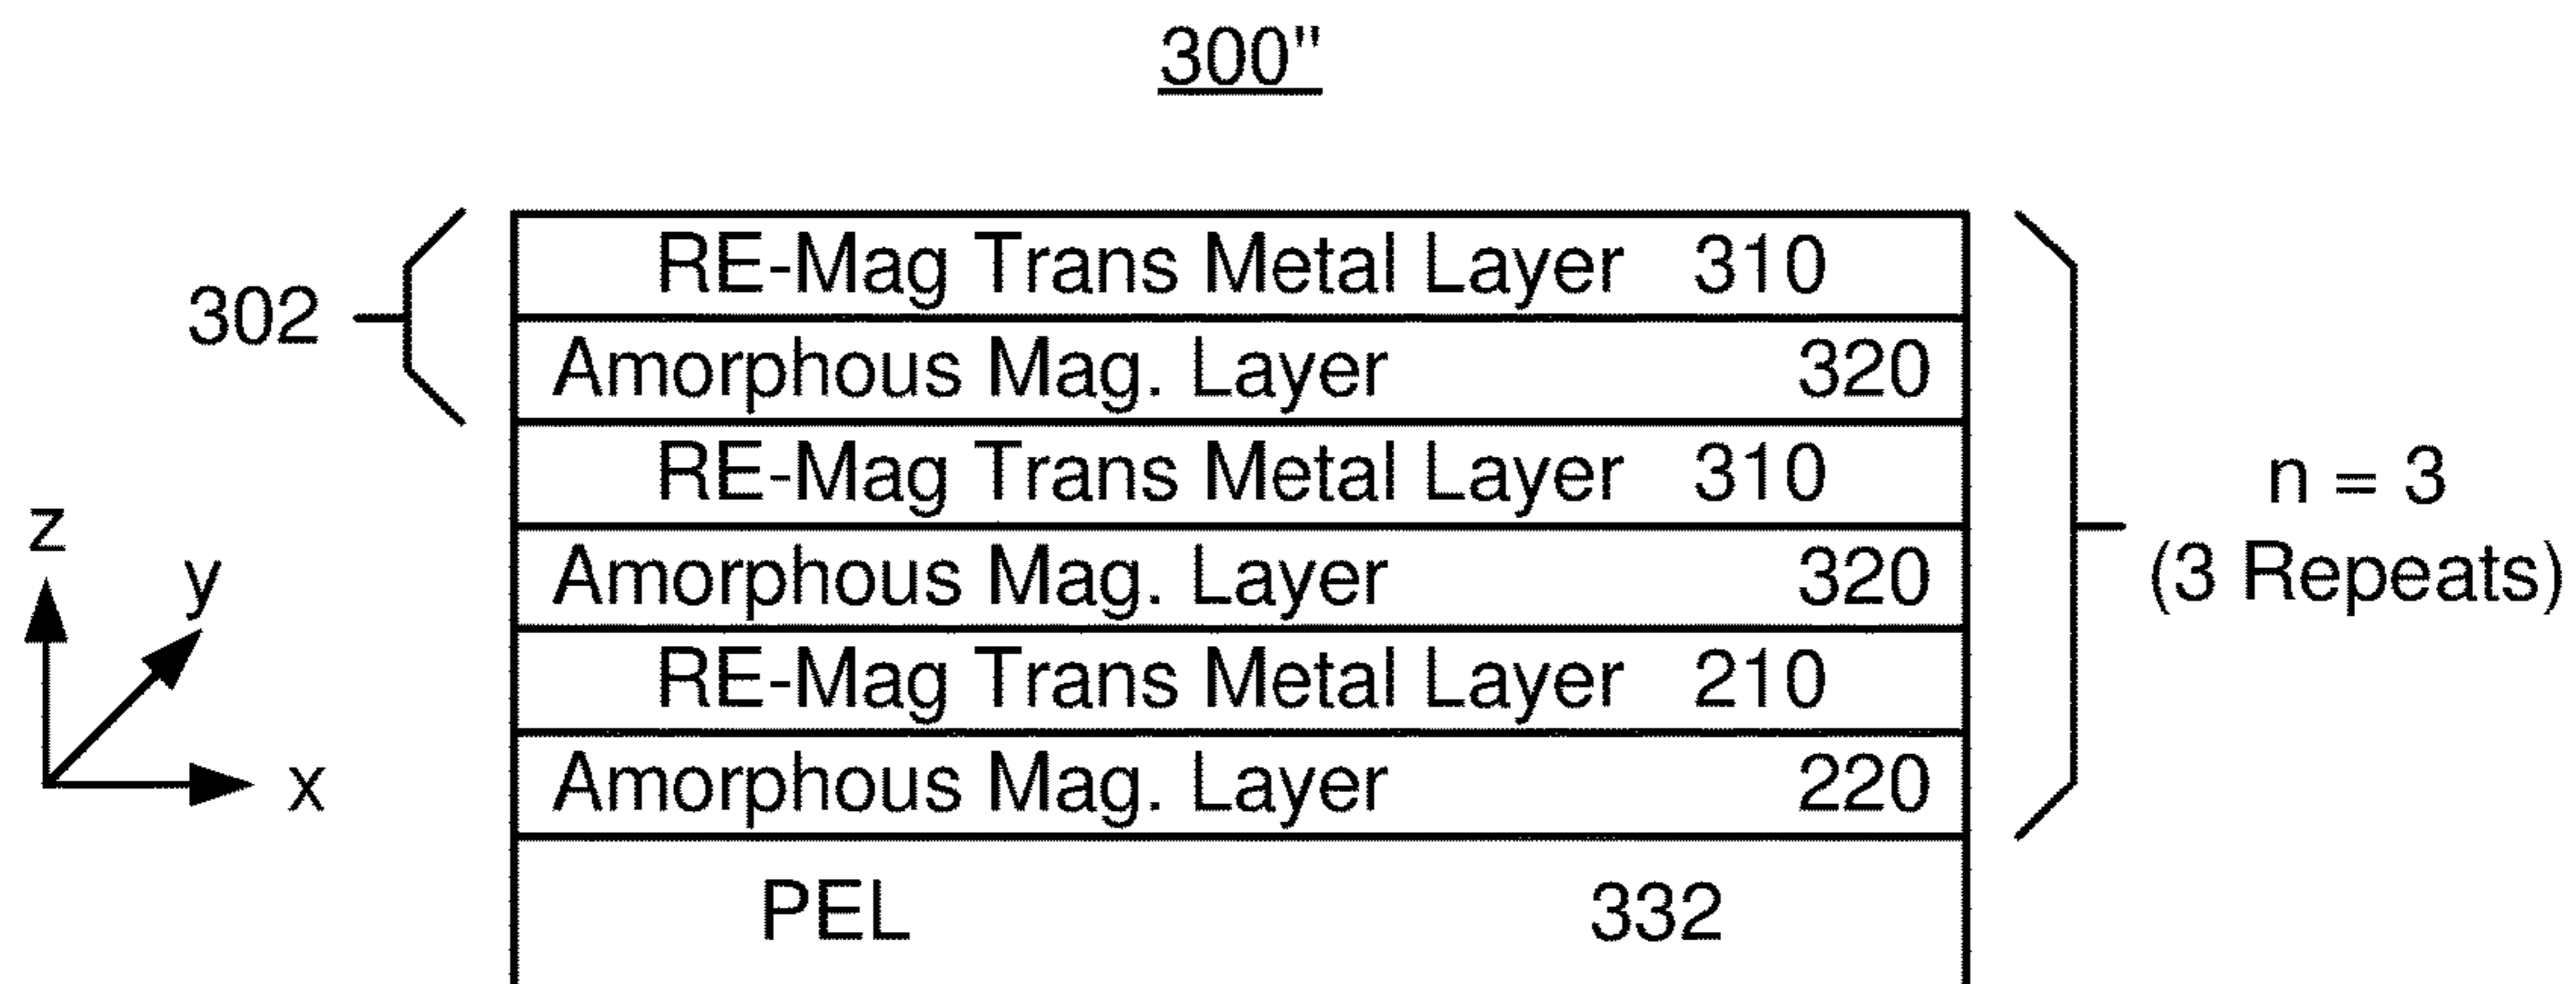 300"
RE-Mag Trans Metal Layer 310
302
Amorphous Mag. Layer 320
RE-Mag Trans Metal Layer 310
n = 3
(3 Repeats)
z
y
x
Amorphous Mag. Layer 320
RE-Mag Trans Metal Layer 210
Amorphous Mag. Layer 220
PEL 332